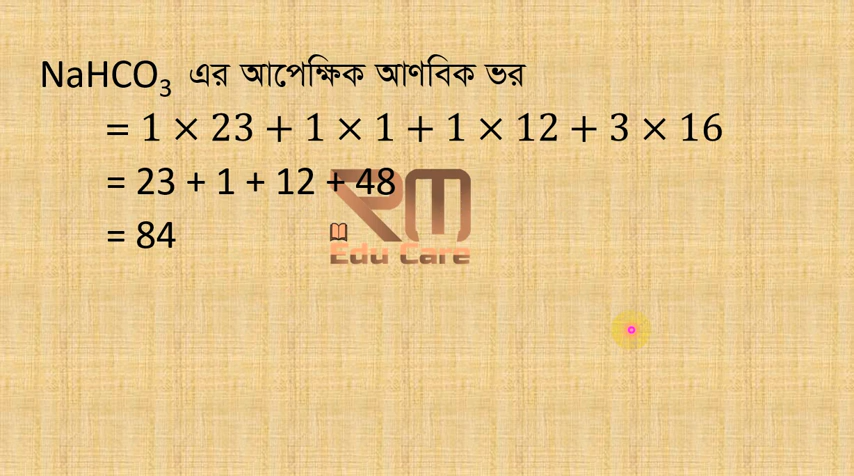 NaHCO₃ এর আপেক্ষিক আণবিক ভর
= 1 × 23 + 1 × 1 + 1 × 12 + 3 × 16
= 23 + 1 + 12 + 48
= 84
RM
Edu Care